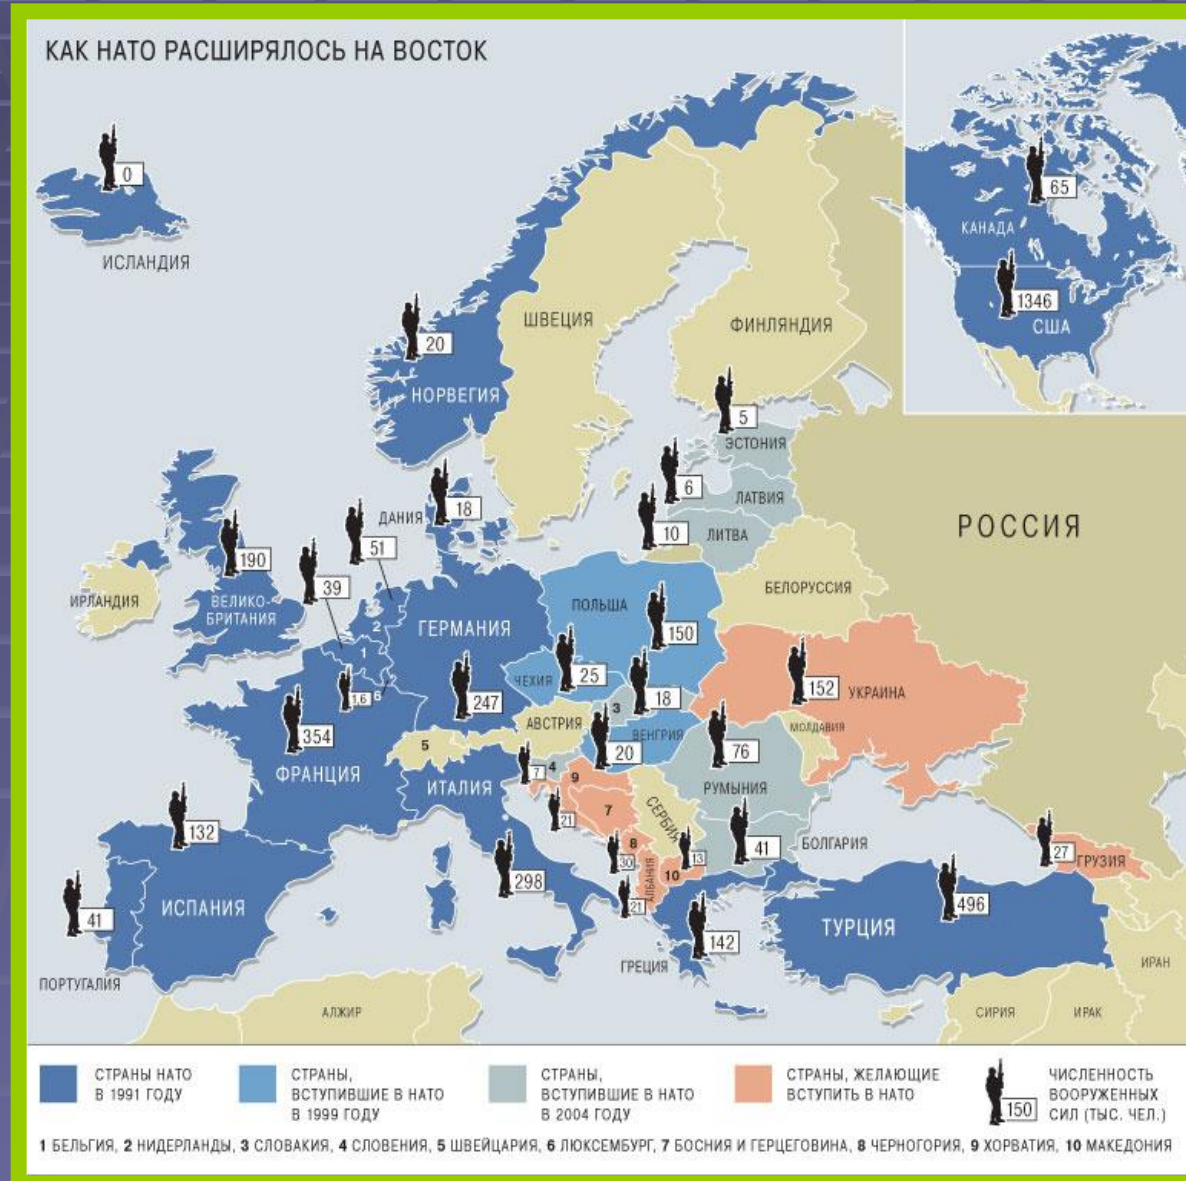 КАК НАТО РАСШИРЯЛОСЬ НА ВОСТОК
0
ИСЛАНДИЯ
65
КАНАДА
1346
США
20
НОРВЕГИЯ
ШВЕЦИЯ
ФИНЛЯНДИЯ
5
ЭСТОНИЯ
6
ЛАТВИЯ
10
ЛИТВА
РОССИЯ
18
ДАНИЯ
51
39
190
ИРЛАНДИЯ
ВЕЛИКО-
БРИТАНИЯ
2
1
ГЕРМАНИЯ
ПОЛЬША
150
БЕЛОРУССИЯ
1,6
6
247
ЧЕХИЯ
25
18
3
152
УКРАИНА
354
ФРАНЦИЯ
5
АВСТРИЯ
ВЕНГРИЯ
20
76
РУМЫНИЯ
МОЛДАВИЯ
ИТАЛИЯ
7
4
9
21
7
СЕРБИЯ
8
30
13
41
БОЛГАРИЯ
27
ГРУЗИЯ
132
ИСПАНИЯ
41
ПОРТУГАЛИЯ
298
21
АЛБАНИЯ
10
142
ГРЕЦИЯ
496
ТУРЦИЯ
АЛЖИР
СИРИЯ
ИРАК
ИРАН
СТРАНЫ НАТО
В 1991 ГОДУ
СТРАНЫ,
ВСТУПИВШИЕ В НАТО
В 1999 ГОДУ
СТРАНЫ,
ВСТУПИВШИЕ В НАТО
В 2004 ГОДУ
СТРАНЫ, ЖЕЛАЮЩИЕ
ВСТУПИТЬ В НАТО
150
ЧИСЛЕННОСТЬ
ВООРУЖЕННЫХ
СИЛ (ТЫС. ЧЕЛ.)
1 БЕЛЬГИЯ, 2 НИДЕРЛАНДЫ, 3 СЛОВАКИЯ, 4 СЛОВЕНИЯ, 5 ШВЕЙЦАРИЯ, 6 ЛЮКСЕМБУРГ, 7 БОСНИЯ И ГЕРЦЕГОВИНА, 8 ЧЕРНОГОРИЯ, 9 ХОРВАТИЯ, 10 МАКЕДОНИЯ